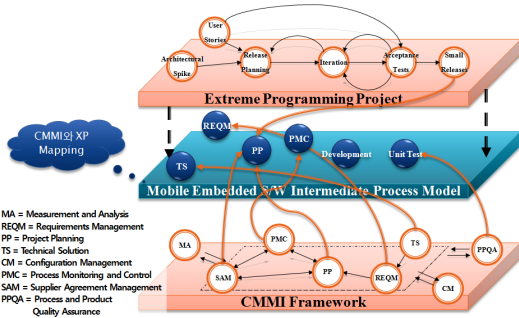 User
Stories
Architectural
Spike
Release
Planning
Iteration
Acceptance
Tests
Small
Releases
Extreme Programming Project
CMMI와 XP
Mapping
REQM
PP
PMC
TS
Development
Unit Test
Mobile Embedded S/W Intermediate Process Model
MA = Measurement and Analysis
REQM = Requirements Management
PP = Project Planning
TS = Technical Solution
CM = Configuration Management
PMC = Process Monitoring and Control
SAM = Supplier Agreement Management
PPQA = Process and Product
Quality Assurance
MA
PMC
TS
PPQA
SAM
PP
REQM
CM
CMMI Framework